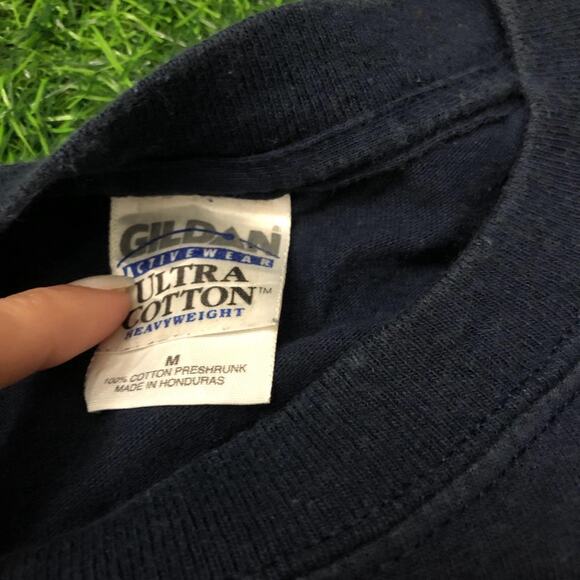 GILDAN
ACTIVEWEAR
ULTRA
COTTON™
HEAVYWEIGHT
M
100% COTTON PRESHRUNK
MADE IN HONDURAS